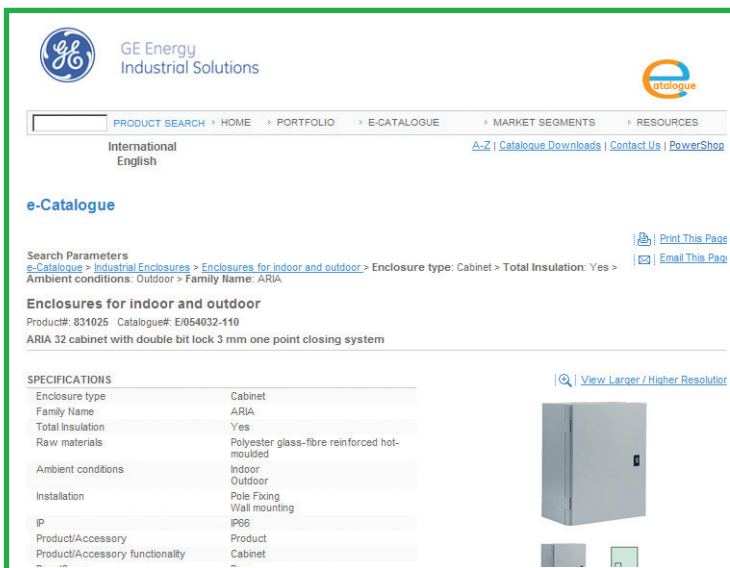 GE Energy
Industrial Solutions
e
atalogue
PRODUCT SEARCH > HOME > PORTFOLIO > E-CATALOGUE > MARKET SEGMENTS > RESOURCES
International
English
A-Z | Catalogue Downloads | Contact Us | PowerShop
e-Catalogue
Print This Page
Search Parameters
e-Catalogue > Industrial Enclosures > Enclosures for indoor and outdoor > Enclosure type: Cabinet > Total Insulation: Yes >
Email This Page
Ambient conditions: Outdoor > Family Name: ARIA
Enclosures for indoor and outdoor
Product#: 831025 Catalogue#: E/054032-110
ARIA 32 cabinet with double bit lock 3 mm one point closing system
SPECIFICATIONS
View Larger / Higher Resolution
Enclosure type Cabinet
Family Name ARIA
Total Insulation Yes
Raw materials Polyester glass-fibre reinforced hot-
moulded
Ambient conditions Indoor
Outdoor
Installation Pole Fixing
Wall mounting
IP IP66
Product/Accessory Product
Product/Accessory functionality Cabinet